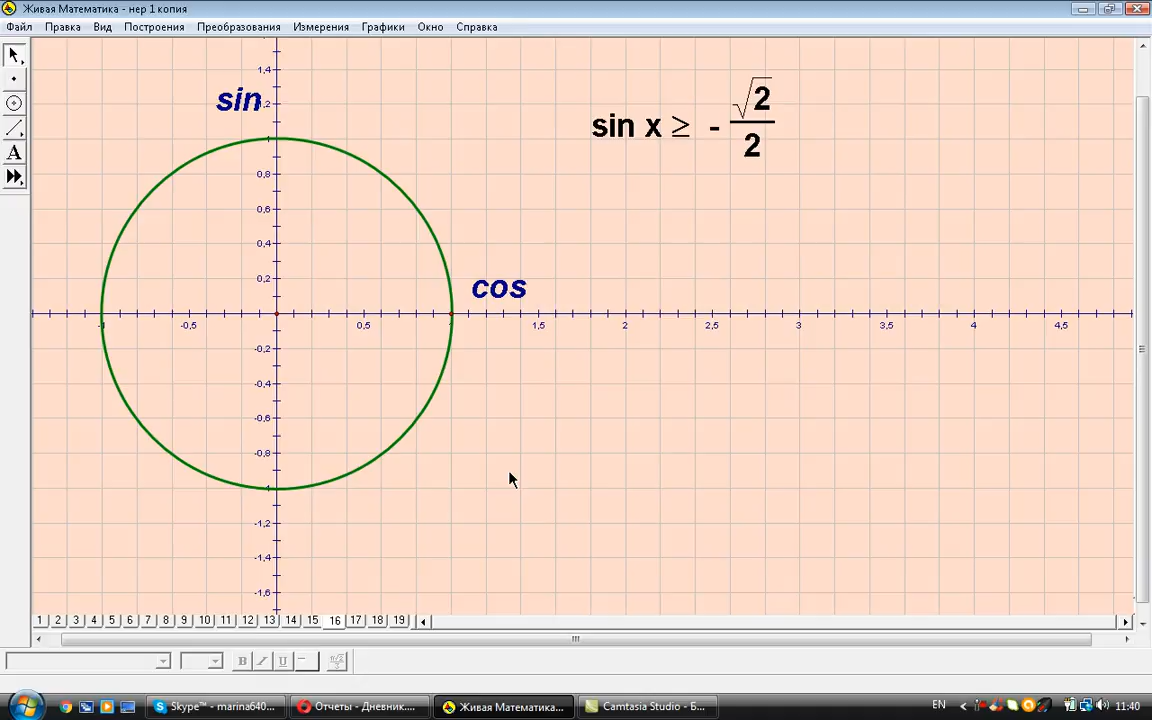 Живая Математика - нер 1 копия
Файл Правка Вид Построения Преобразования Измерения Графики Окно Справка
sin
sin x ≥ - √2/2
cos
1,4
1,2
1
0,8
0,6
0,4
0,2
-1 -0,5 0,5 1 1,5 2 2,5 3 3,5 4 4,5
-0,2
-0,4
-0,6
-0,8
-1
-1,2
-1,4
-1,6
1 2 3 4 5 6 7 8 9 10 11 12 13 14 15 16 17 18 19
B I U
Skype™ - marina640... Отчеты - Дневник.... Живая Математика... Camtasia Studio - Б... EN 11:40